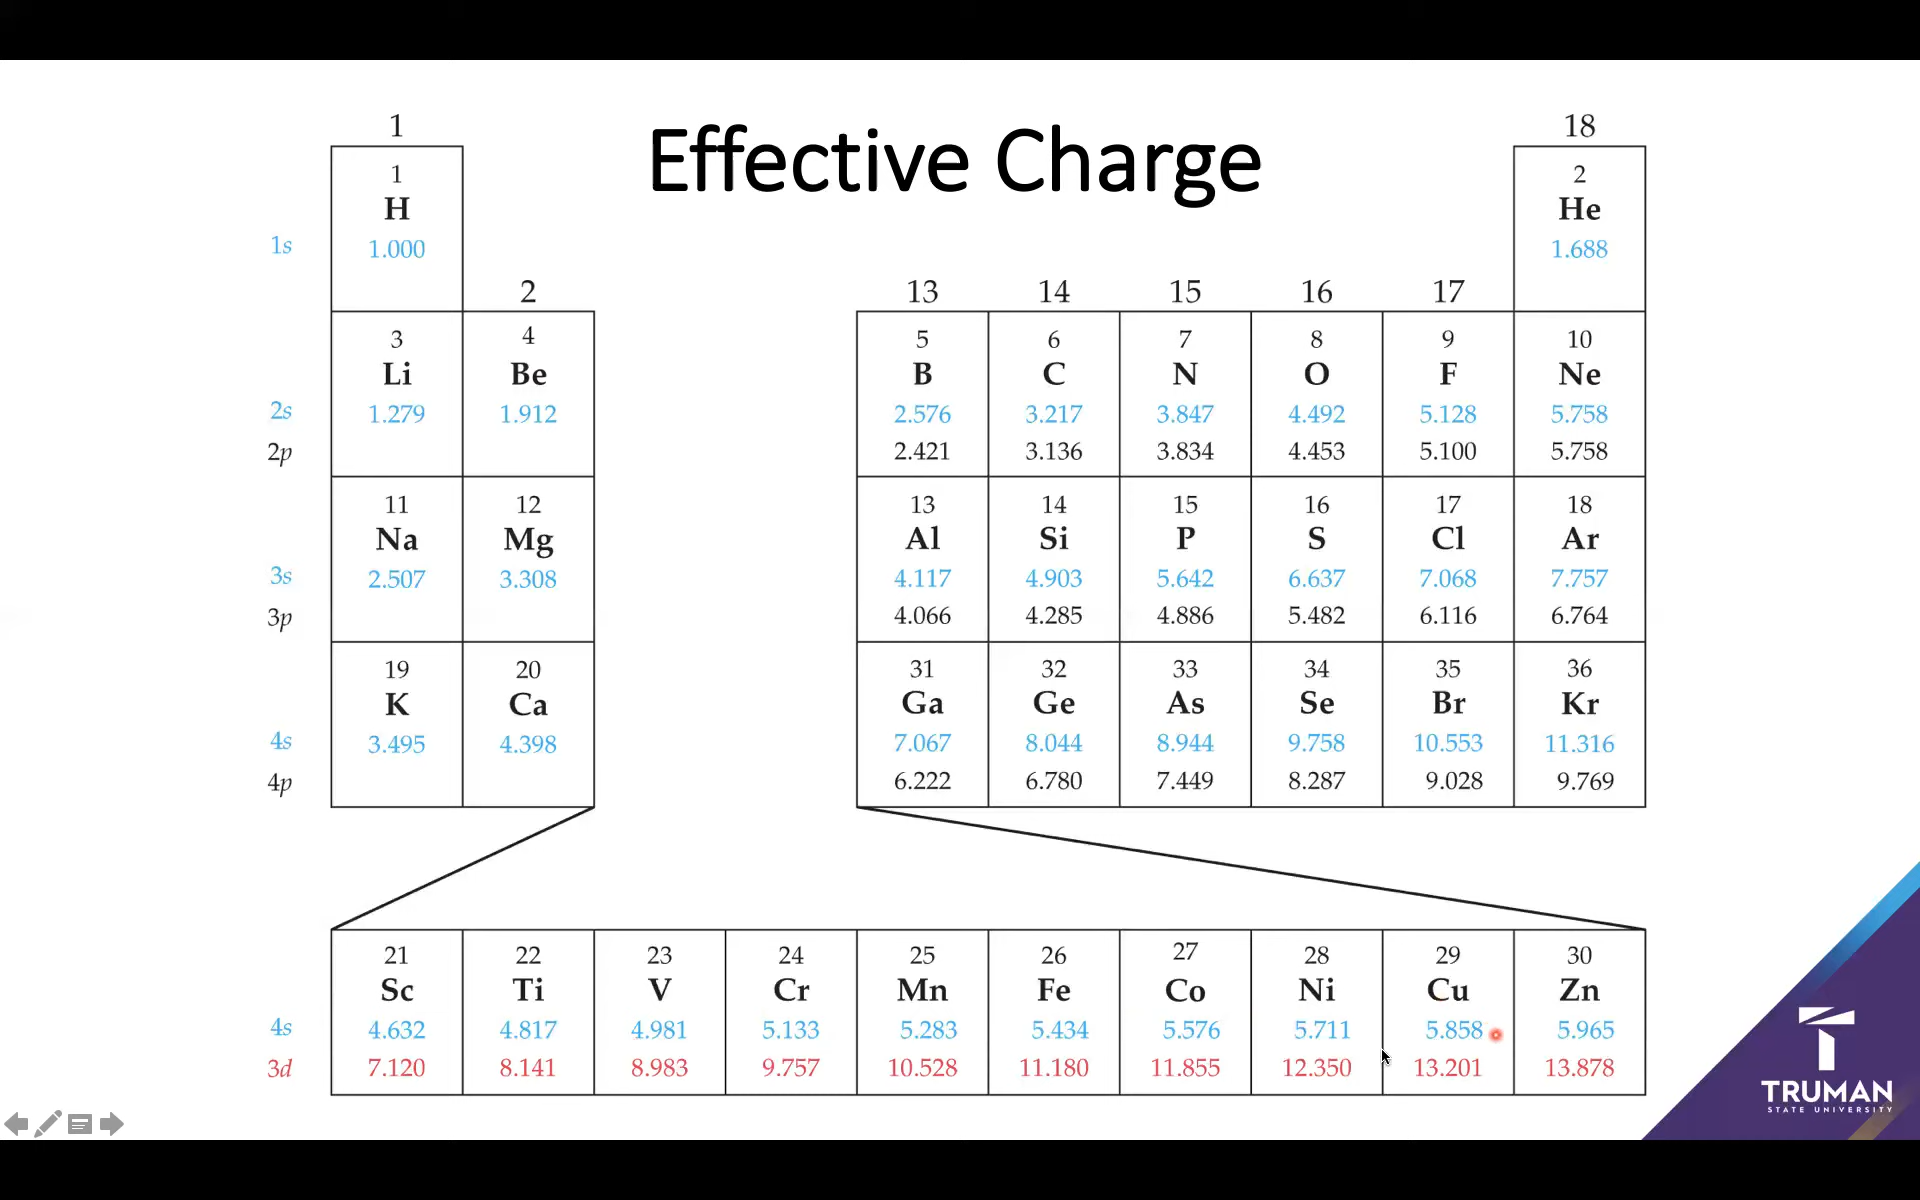 Effective Charge
1 18
1 2
H He
1s 1.000 1.688
2 13 14 15 16 17
3 4 5 6 7 8 9 10
Li Be B C N O F Ne
2s 1.279 1.912 2.576 3.217 3.847 4.492 5.128 5.758
2p 2.421 3.136 3.834 4.453 5.100 5.758
11 12 13 14 15 16 17 18
Na Mg Al Si P S Cl Ar
3s 2.507 3.308 4.117 4.903 5.642 6.637 7.068 7.757
3p 4.066 4.285 4.886 5.482 6.116 6.764
19 20 31 32 33 34 35 36
K Ca Ga Ge As Se Br Kr
4s 3.495 4.398 7.067 8.044 8.944 9.758 10.553 11.316
4p 6.222 6.780 7.449 8.287 9.028 9.769
21 22 23 24 25 26 27 28 29 30
Sc Ti V Cr Mn Fe Co Ni Cu Zn
4s 4.632 4.817 4.981 5.133 5.283 5.434 5.576 5.711 5.858 5.965
3d 7.120 8.141 8.983 9.757 10.528 11.180 11.855 12.350 13.201 13.878
TRUMAN
STATE UNIVERSITY